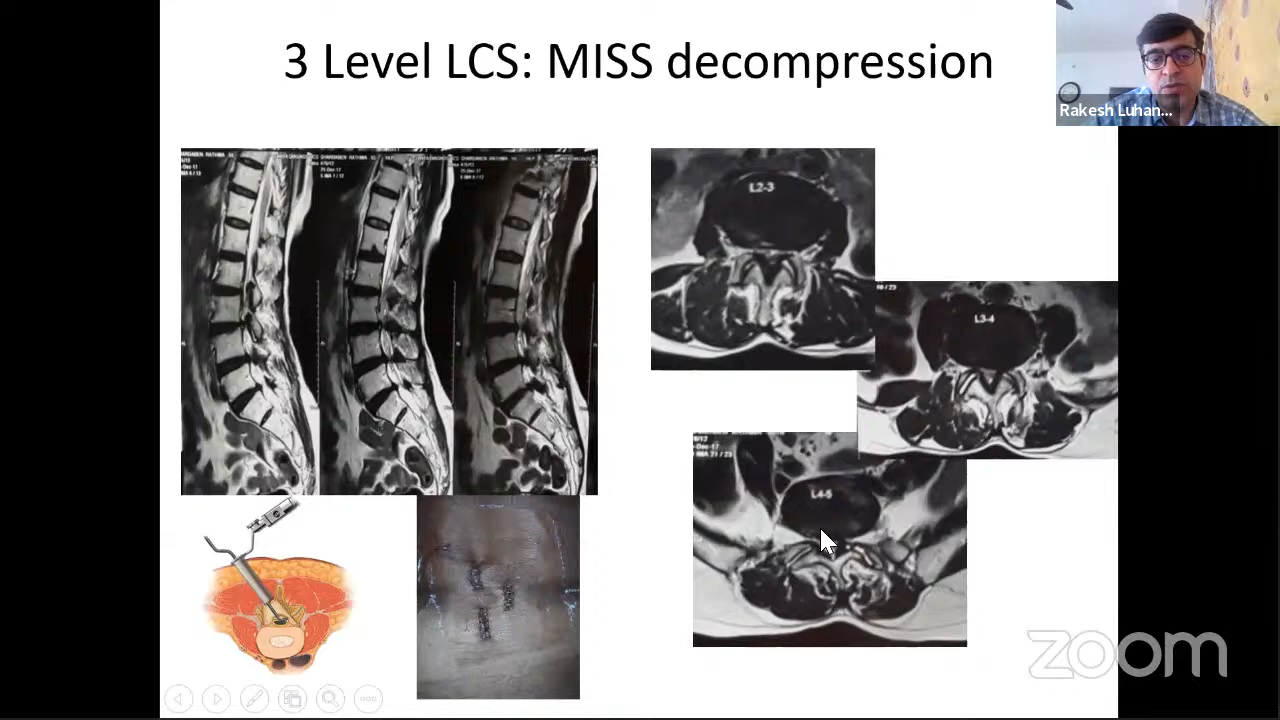 3 Level LCS: MISS decompression
Rakesh Luhan...
L2-3
L3-4
L4-5
zoom